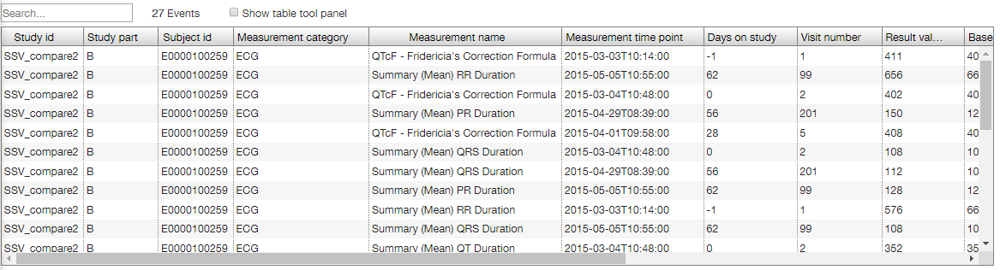 Search... 27 Events Show table tool panel
Study id Study part Subject id Measurement category Measurement name Measurement time point Days on study Visit number Result val... Base
SSV_compare2 B E0000100259 ECG QTcF - Fridericia's Correction Formula 2015-03-03T10:14:00 -1 1 411 40
SSV_compare2 B E0000100259 ECG Summary (Mean) RR Duration 2015-05-05T10:55:00 62 99 656 66
SSV_compare2 B E0000100259 ECG QTcF - Fridericia's Correction Formula 2015-03-04T10:48:00 0 2 402 40
SSV_compare2 B E0000100259 ECG Summary (Mean) PR Duration 2015-04-29T08:39:00 56 201 150 12
SSV_compare2 B E0000100259 ECG QTcF - Fridericia's Correction Formula 2015-04-01T09:58:00 28 5 408 40
SSV_compare2 B E0000100259 ECG Summary (Mean) QRS Duration 2015-03-04T10:48:00 0 2 108 10
SSV_compare2 B E0000100259 ECG Summary (Mean) QRS Duration 2015-04-29T08:39:00 56 201 112 10
SSV_compare2 B E0000100259 ECG Summary (Mean) PR Duration 2015-05-05T10:55:00 62 99 128 12
SSV_compare2 B E0000100259 ECG Summary (Mean) RR Duration 2015-03-03T10:14:00 -1 1 576 66
SSV_compare2 B E0000100259 ECG Summary (Mean) QRS Duration 2015-05-05T10:55:00 62 99 108 10
SSV_compare2 B E0000100259 ECG Summary (Mean) QT Duration 2015-03-04T10:48:00 0 2 352 35